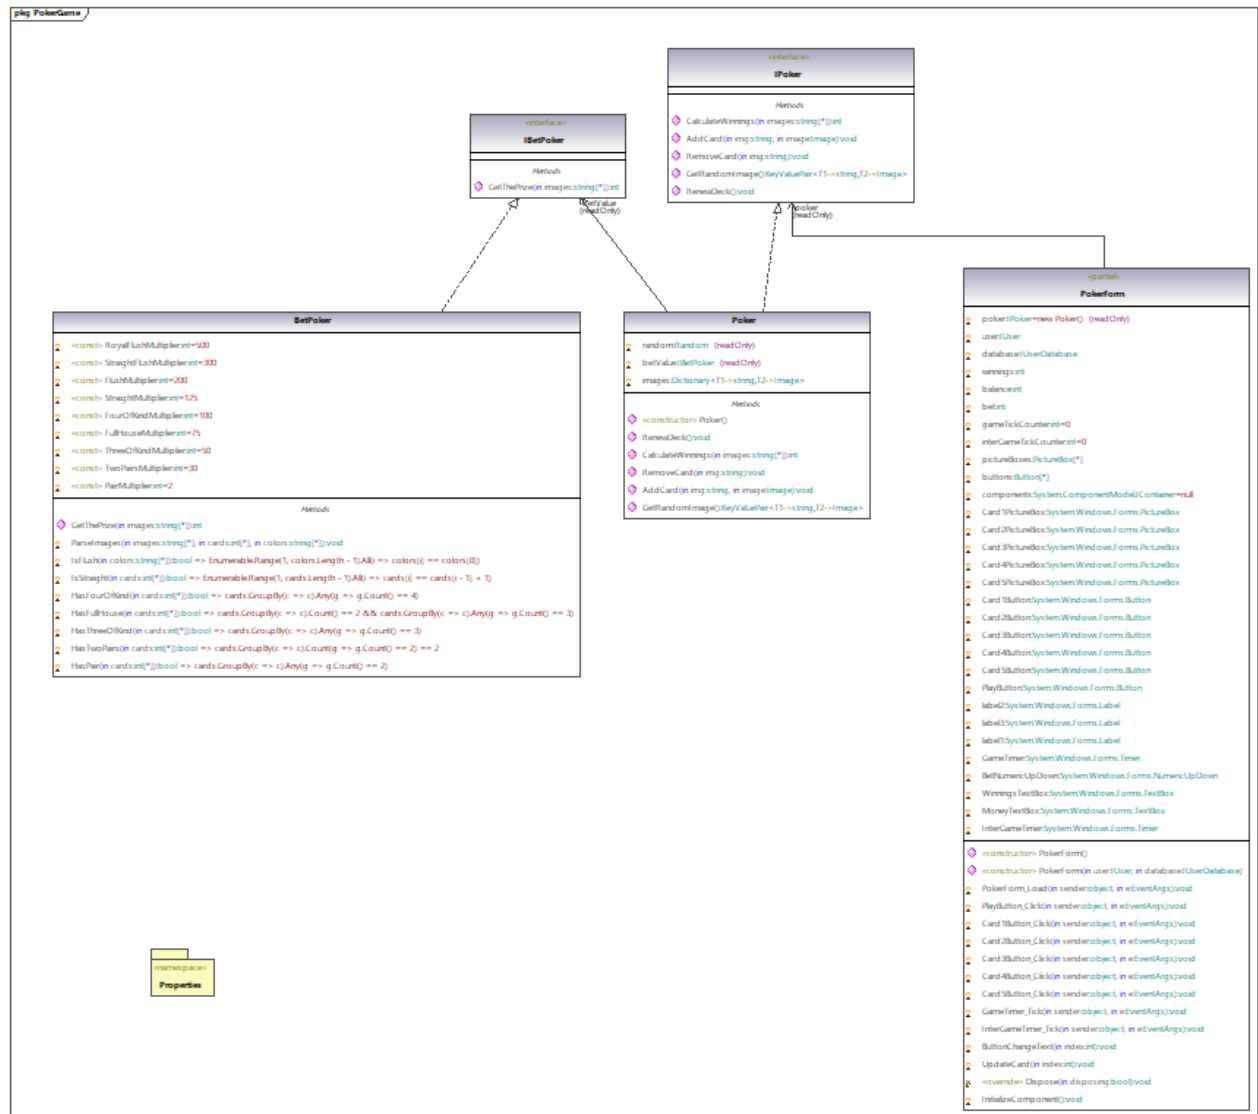 pkg PokerGame
«interface»
IPoker
Methods
CalculateWinnings(in images:string[*]):int
AddCard(in img:string, in image:Image):void
RemoveCard(in img:string):void
GetRandomImage():KeyValuePair<T1->string,T2->Image>
RenewDeck():void
«interface»
IBetPoker
Methods
GetThePrize(in images:string[*]):int
betValue
(readOnly)
poker
(readOnly)
BetPoker
«const» RoyalFlushMultiplier:int=500
«const» StraightFlushMultiplier:int=300
«const» FlushMultiplier:int=200
«const» StraightMultiplier:int=125
«const» FourOfKindMultiplier:int=100
«const» FullHouseMultiplier:int=75
«const» ThreeOfKindMultiplier:int=50
«const» TwoPairsMultiplier:int=30
«const» PairMultiplier:int=2
Methods
GetThePrize(in images:string[*]):int
ParseImages(in images:string[*], in cards:int[*], in colors:string[*]):void
IsFlush(in colors:string[*]):bool => Enumerable.Range(1, colors.Length - 1).All(i => colors[i] == colors[0])
IsStraight(in cards:int[*]):bool => Enumerable.Range(1, cards.Length - 1).All(i => cards[i] == cards[i - 1] + 1)
HasFourOfKind(in cards:int[*]):bool => cards.GroupBy(c => c).Any(g => g.Count() == 4)
HasFullHouse(in cards:int[*]):bool => cards.GroupBy(c => c).Count() == 2 && cards.GroupBy(c => c).Any(g => g.Count() == 3)
HasThreeOfKind(in cards:int[*]):bool => cards.GroupBy(c => c).Any(g => g.Count() == 3)
HasTwoPairs(in cards:int[*]):bool => cards.GroupBy(c => c).Count(g => g.Count() == 2) == 2
HasPair(in cards:int[*]):bool => cards.GroupBy(c => c).Any(g => g.Count() == 2)
Poker
random:Random (readOnly)
betValue:IBetPoker (readOnly)
images:Dictionary<T1->string,T2->Image>
Methods
«constructor» Poker()
RenewDeck():void
CalculateWinnings(in images:string[*]):int
RemoveCard(in img:string):void
AddCard(in img:string, in image:Image):void
GetRandomImage():KeyValuePair<T1->string,T2->Image>
«partial»
PokerForm
poker:IPoker=new Poker() (readOnly)
user:IUser
database:IUserDatabase
winnings:int
balance:int
bet:int
gameTickCounter:int=0
interGameTickCounter:int=0
pictureBoxes:PictureBox[*]
buttons:Button[*]
components:System.ComponentModel.IContainer=null
Card1PictureBox:System.Windows.Forms.PictureBox
Card2PictureBox:System.Windows.Forms.PictureBox
Card3PictureBox:System.Windows.Forms.PictureBox
Card4PictureBox:System.Windows.Forms.PictureBox
Card5PictureBox:System.Windows.Forms.PictureBox
Card1Button:System.Windows.Forms.Button
Card2Button:System.Windows.Forms.Button
Card3Button:System.Windows.Forms.Button
Card4Button:System.Windows.Forms.Button
Card5Button:System.Windows.Forms.Button
PlayButton:System.Windows.Forms.Button
label2:System.Windows.Forms.Label
label3:System.Windows.Forms.Label
label1:System.Windows.Forms.Label
GameTimer:System.Windows.Forms.Timer
BetNumericUpDown:System.Windows.Forms.NumericUpDown
WinningsTextBox:System.Windows.Forms.TextBox
MoneyTextBox:System.Windows.Forms.TextBox
InterGameTimer:System.Windows.Forms.Timer
«constructor» PokerForm()
«constructor» PokerForm(in user:IUser, in database:IUserDatabase)
PokerForm_Load(in sender:object, in e:EventArgs):void
PlayButton_Click(in sender:object, in e:EventArgs):void
Card1Button_Click(in sender:object, in e:EventArgs):void
Card2Button_Click(in sender:object, in e:EventArgs):void
Card3Button_Click(in sender:object, in e:EventArgs):void
Card4Button_Click(in sender:object, in e:EventArgs):void
Card5Button_Click(in sender:object, in e:EventArgs):void
GameTimer_Tick(in sender:object, in e:EventArgs):void
InterGameTimer_Tick(in sender:object, in e:EventArgs):void
ButtonChangeText(in index:int):void
UpdateCard(in index:int):void
«override» Dispose(in disposing:bool):void
InitializeComponent():void
«namespace»
Properties